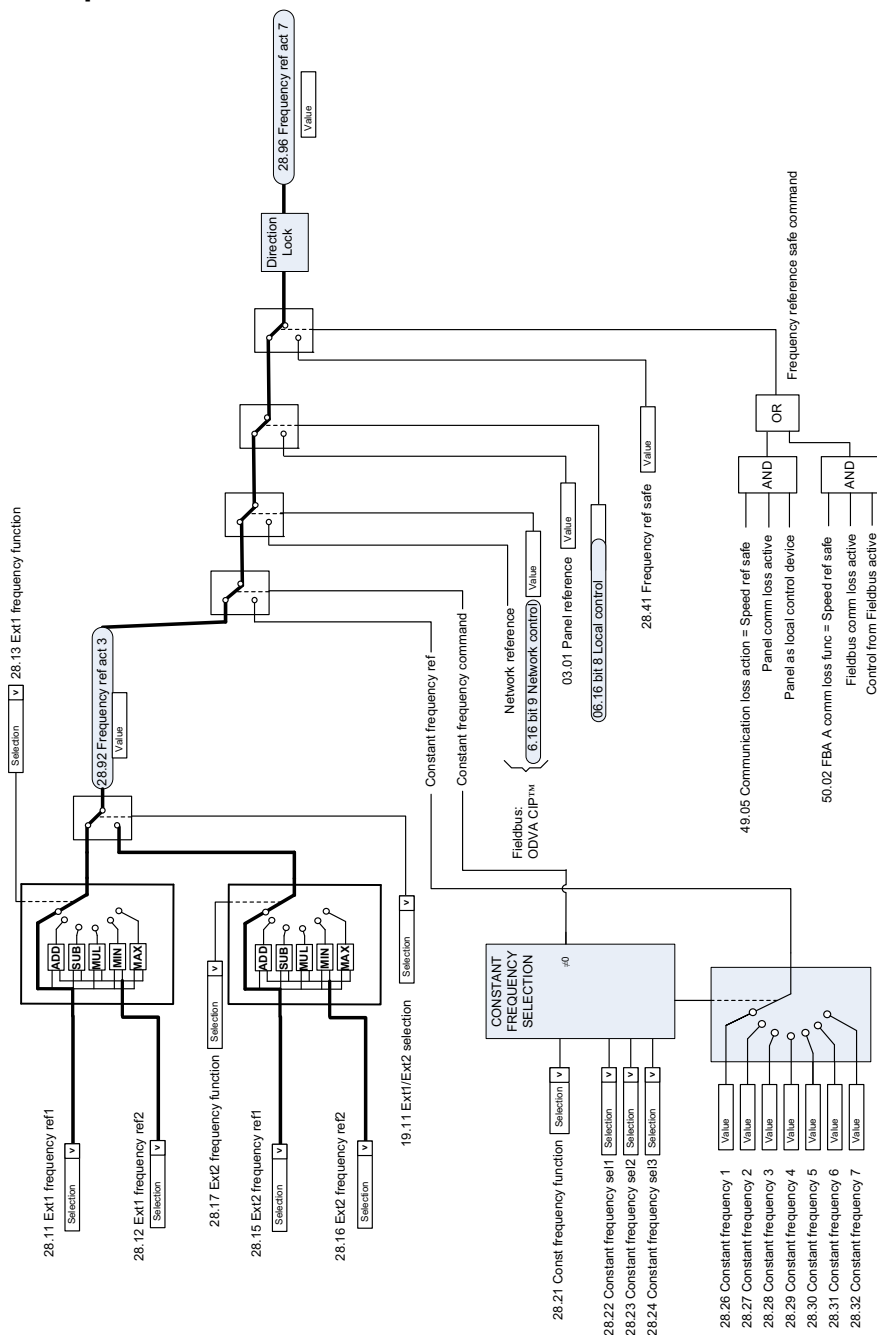 28.11 Ext1 frequency ref1
Selection v
28.12 Ext1 frequency ref2
Selection v
28.13 Ext1 frequency function
Selection v
ADD
SUB
MUL
MIN
MAX
28.17 Ext2 frequency function
Selection v
28.15 Ext2 frequency ref1
Selection v
28.16 Ext2 frequency ref2
Selection v
ADD
SUB
MUL
MIN
MAX
19.11 Ext1/Ext2 selection
Selection v
28.92 Frequency ref act 3
Value
28.21 Const frequency function
Selection v
28.22 Constant frequency sel1
Selection v
28.23 Constant frequency sel2
Selection v
28.24 Constant frequency sel3
Selection v
CONSTANT
FREQUENCY
SELECTION
≠0
28.26 Constant frequency 1
Value
28.27 Constant frequency 2
Value
28.28 Constant frequency 3
Value
28.29 Constant frequency 4
Value
28.30 Constant frequency 5
Value
28.31 Constant frequency 6
Value
28.32 Constant frequency 7
Value
Constant frequency ref
Constant frequency command
Fieldbus:
ODVA CIP™
Network reference
6.16 bit 9 Network control
Value
03.01 Panel reference
Value
06.16 bit 8 Local control
28.41 Frequency ref safe
Value
49.05 Communication loss action = Speed ref safe
Panel comm loss active
Panel as local control device
AND
50.02 FBA A comm loss func = Speed ref safe
Fieldbus comm loss active
Control from Fieldbus active
AND
OR
Frequency reference safe command
Direction
Lock
28.96 Frequency ref act 7
Value